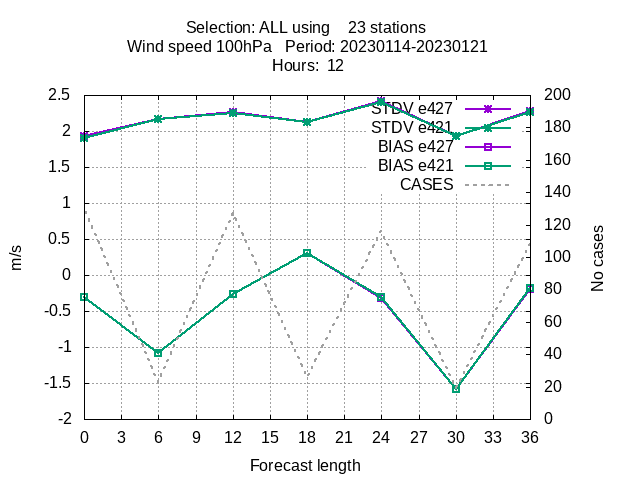 Selection: ALL using 23 stations
Wind speed 100hPa Period: 20230114-20230121
Hours: 12
STDV e427
STDV e421
BIAS e427
BIAS e421
CASES
2.5
2
1.5
1
0.5
0
-0.5
-1
-1.5
-2
m/s
200
180
160
140
120
100
80
60
40
20
0
No cases
0 3 6 9 12 15 18 21 24 27 30 33 36
Forecast length